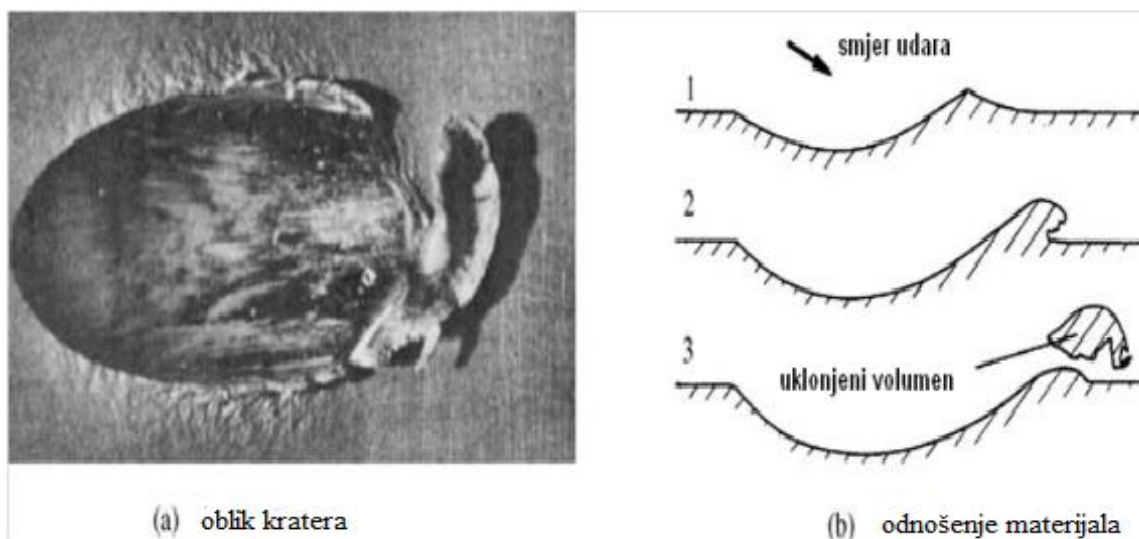 smjer udara
1
2
3
uklonjeni volumen
(a) oblik kratera
(b) odnošenje materijala